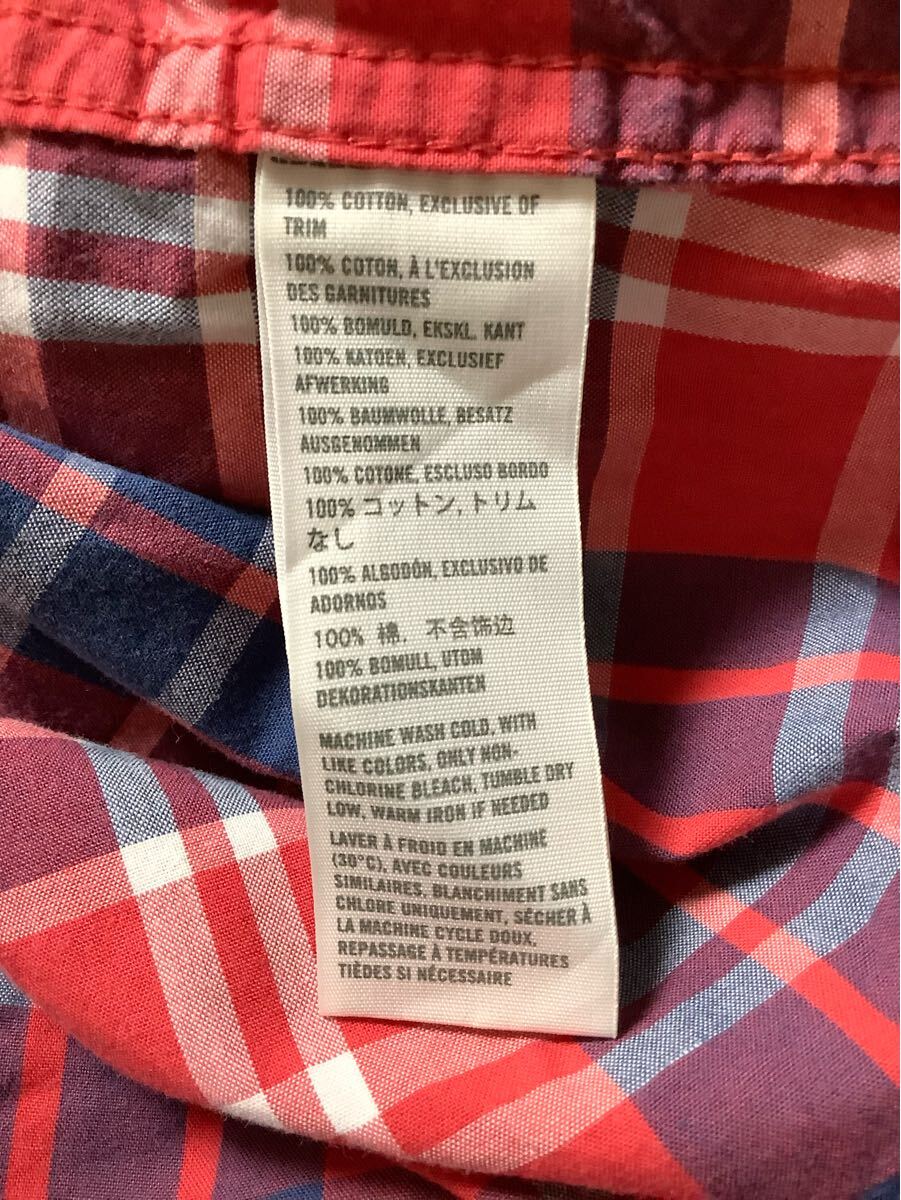 100% COTTON, EXCLUSIVE OF
TRIM
100% COTON, À L'EXCLUSION
DES GARNITURES
100% BOMULD, EKSKL. KANT
100% KATOEN, EXCLUSIEF
AFWERKING
100% BAUMWOLLE, BESATZ
AUSGENOMMEN
100% COTONE, ESCLUSO BORDO
100% コットン, トリム
なし
100% ALGODÓN, EXCLUSIVO DE
ADORNOS
100% 棉, 不含饰边
100% BOMULL, UTOM
DEKORATIONSKANTEN
MACHINE WASH COLD, WITH
LIKE COLORS, ONLY NON-
CHLORINE BLEACH, TUMBLE DRY
LOW, WARM IRON IF NEEDED
LAVER À FROID EN MACHINE
(30°C), AVEC COULEURS
SIMILAIRES, BLANCHIMENT SANS
CHLORE UNIQUEMENT, SÉCHER À
LA MACHINE CYCLE DOUX,
REPASSAGE À TEMPÉRATURES
TIÈDES SI NÉCESSAIRE